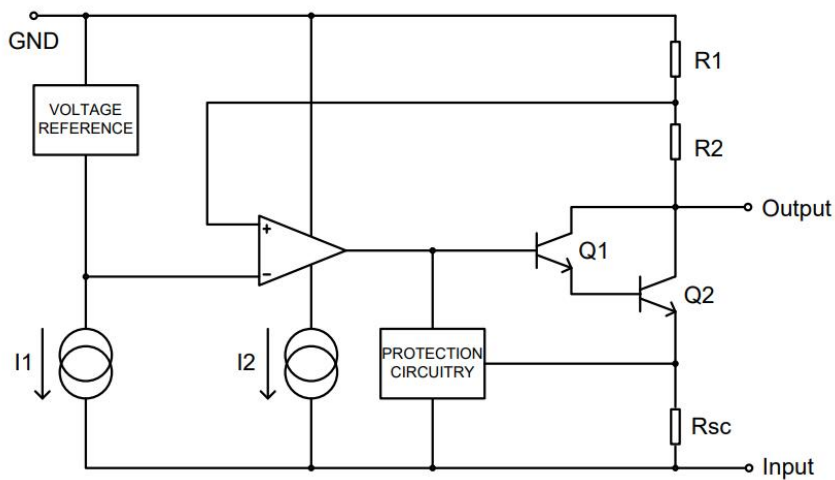 GND
R1
VOLTAGE
REFERENCE
R2
Output
+
Q1
−
Q2
I1
I2
PROTECTION
CIRCUITRY
Rsc
Input